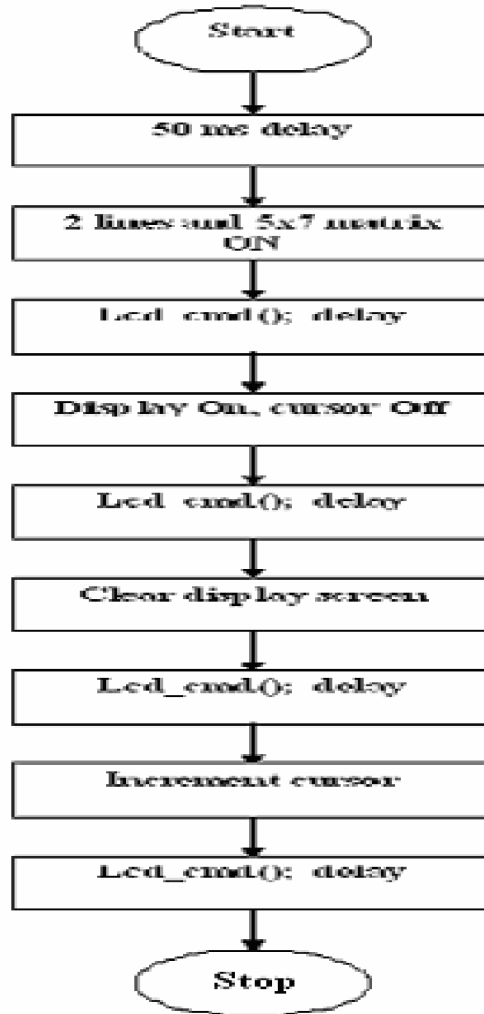 Start
50 ms delay
2 lines and 5x7 matrix
ON
Lcd_cmd(); delay
Display On, cursor Off
Lcd_cmd(); delay
Clear display screen
Lcd_cmd(); delay
Increment cursor
Lcd_cmd(); delay
Stop